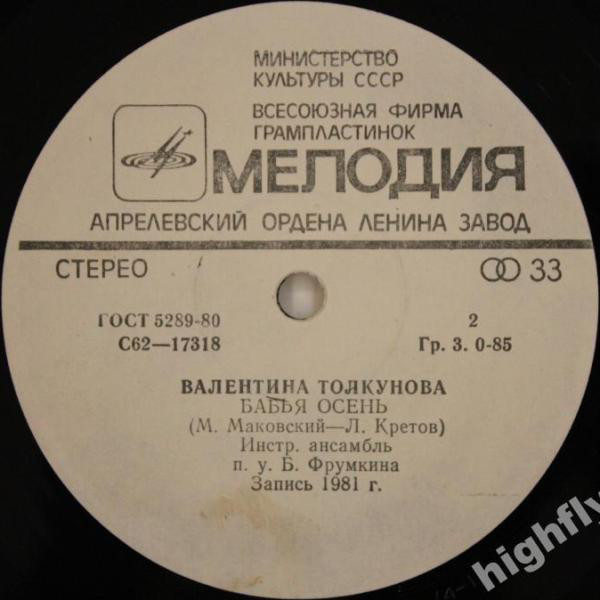 МИНИСТЕРСТВО
КУЛЬТУРЫ СССР
ВСЕСОЮЗНАЯ ФИРМА
ГРАМПЛАСТИНОК
МЕЛОДИЯ
АПРЕЛЕВСКИЙ ОРДЕНА ЛЕНИНА ЗАВОД
СТЕРЕО 33
ГОСТ 5289-80 2
С62—17318 Гр. 3. 0-85
ВАЛЕНТИНА ТОЛКУНОВА
БАБЬЯ ОСЕНЬ
(М. Маковский—Л. Кретов)
Инстр. ансамбль
п. у. Б. Фрумкина
Запись 1981 г.
highfly